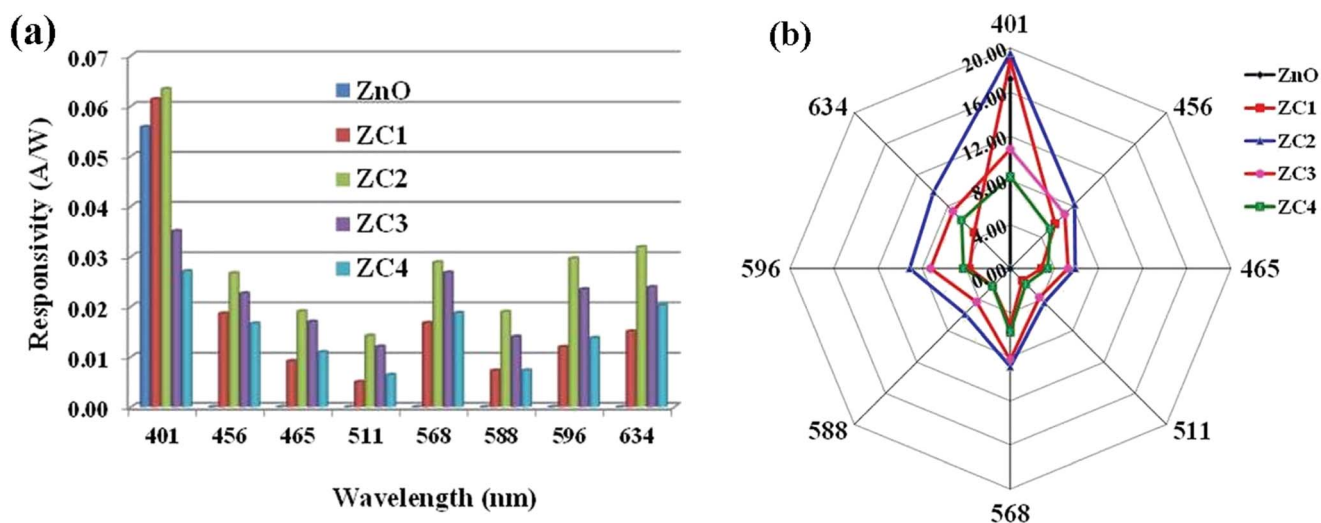 (a)
0.07
0.06
0.05
0.04
0.03
0.02
0.01
0.00
Responsivity (A/W)
ZnO
ZC1
ZC2
ZC3
ZC4
401 456 465 511 568 588 596 634
Wavelength (nm)
(b)
401
456
465
511
568
588
596
634
20.00
16.00
12.00
8.00
4.00
0.00
ZnO
ZC1
ZC2
ZC3
ZC4